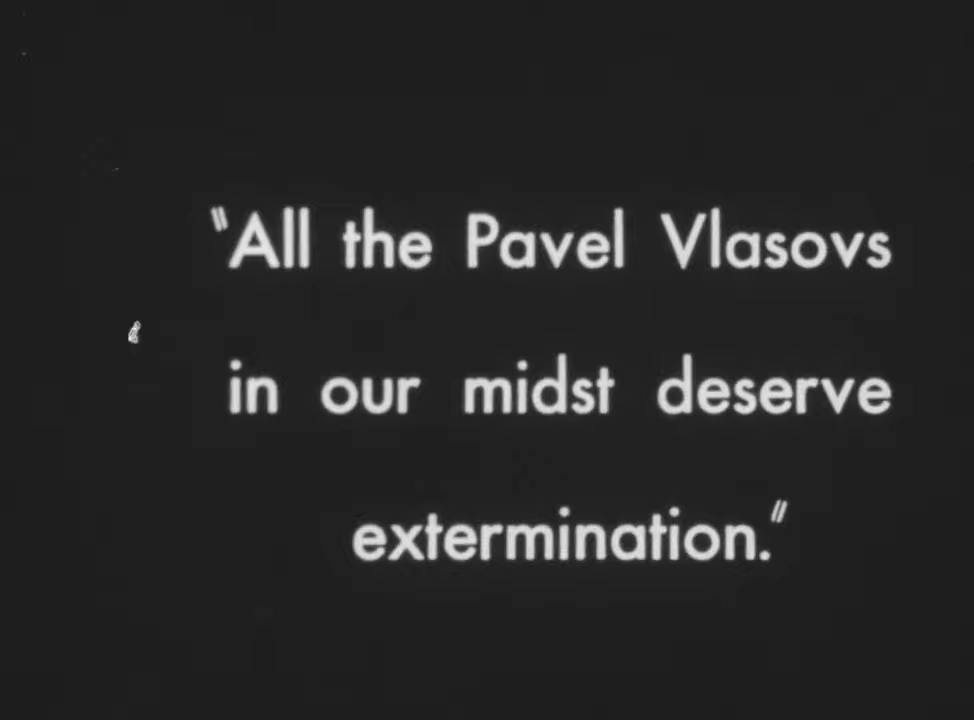 "All the Pavel Vlasovs
in our midst deserve
extermination."